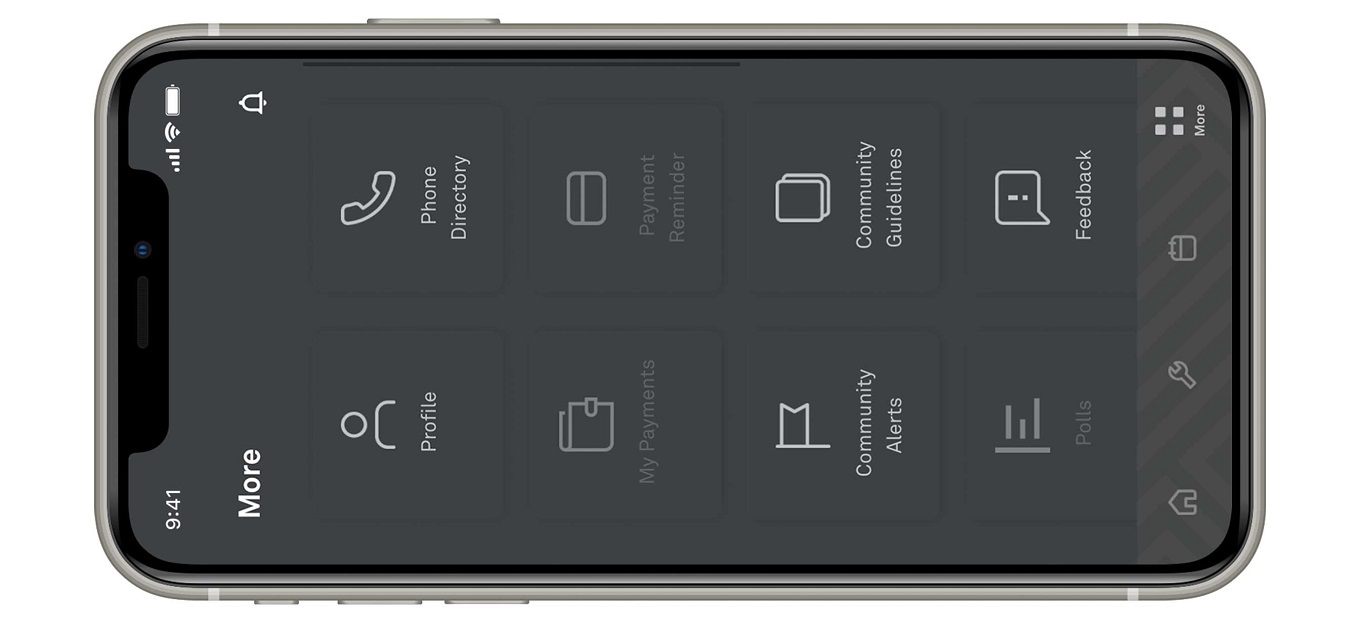 9:41
More
Profile
Phone
Directory
My Payments
Payment
Reminder
Community
Alerts
Community
Guidelines
Polls
Feedback
More